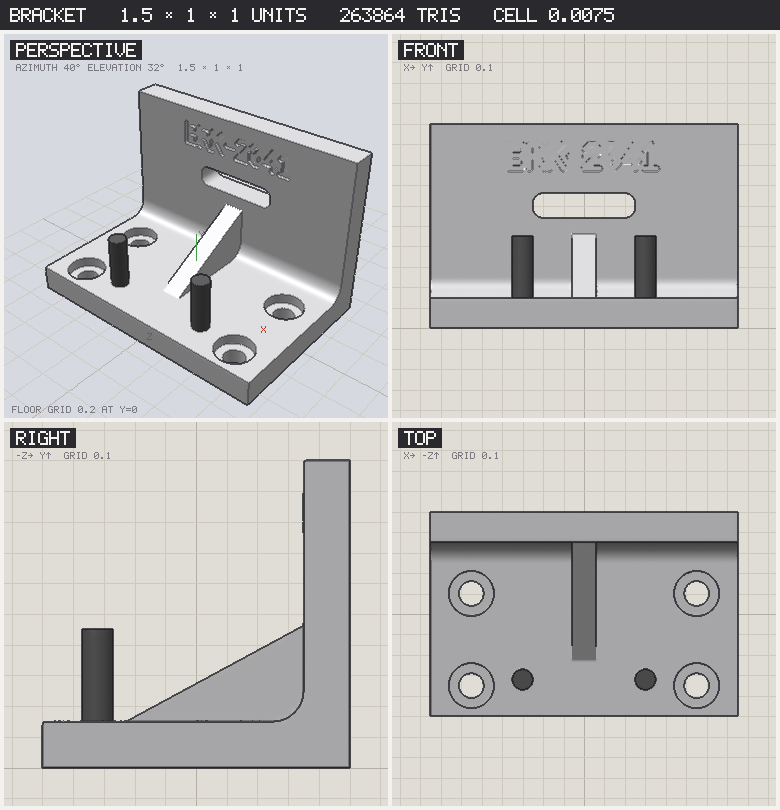 BRACKET 1.5 × 1 × 1 UNITS 263864 TRIS CELL 0.0075
PERSPECTIVE
AZIMUTH 40° ELEVATION 32° 1.5 × 1 × 1
ERK-2041
Z
X
FLOOR GRID 0.2 AT Y=0
FRONT
X→ Y↑ GRID 0.1
RIGHT
-Z→ Y↑ GRID 0.1
TOP
X→ -Z↑ GRID 0.1